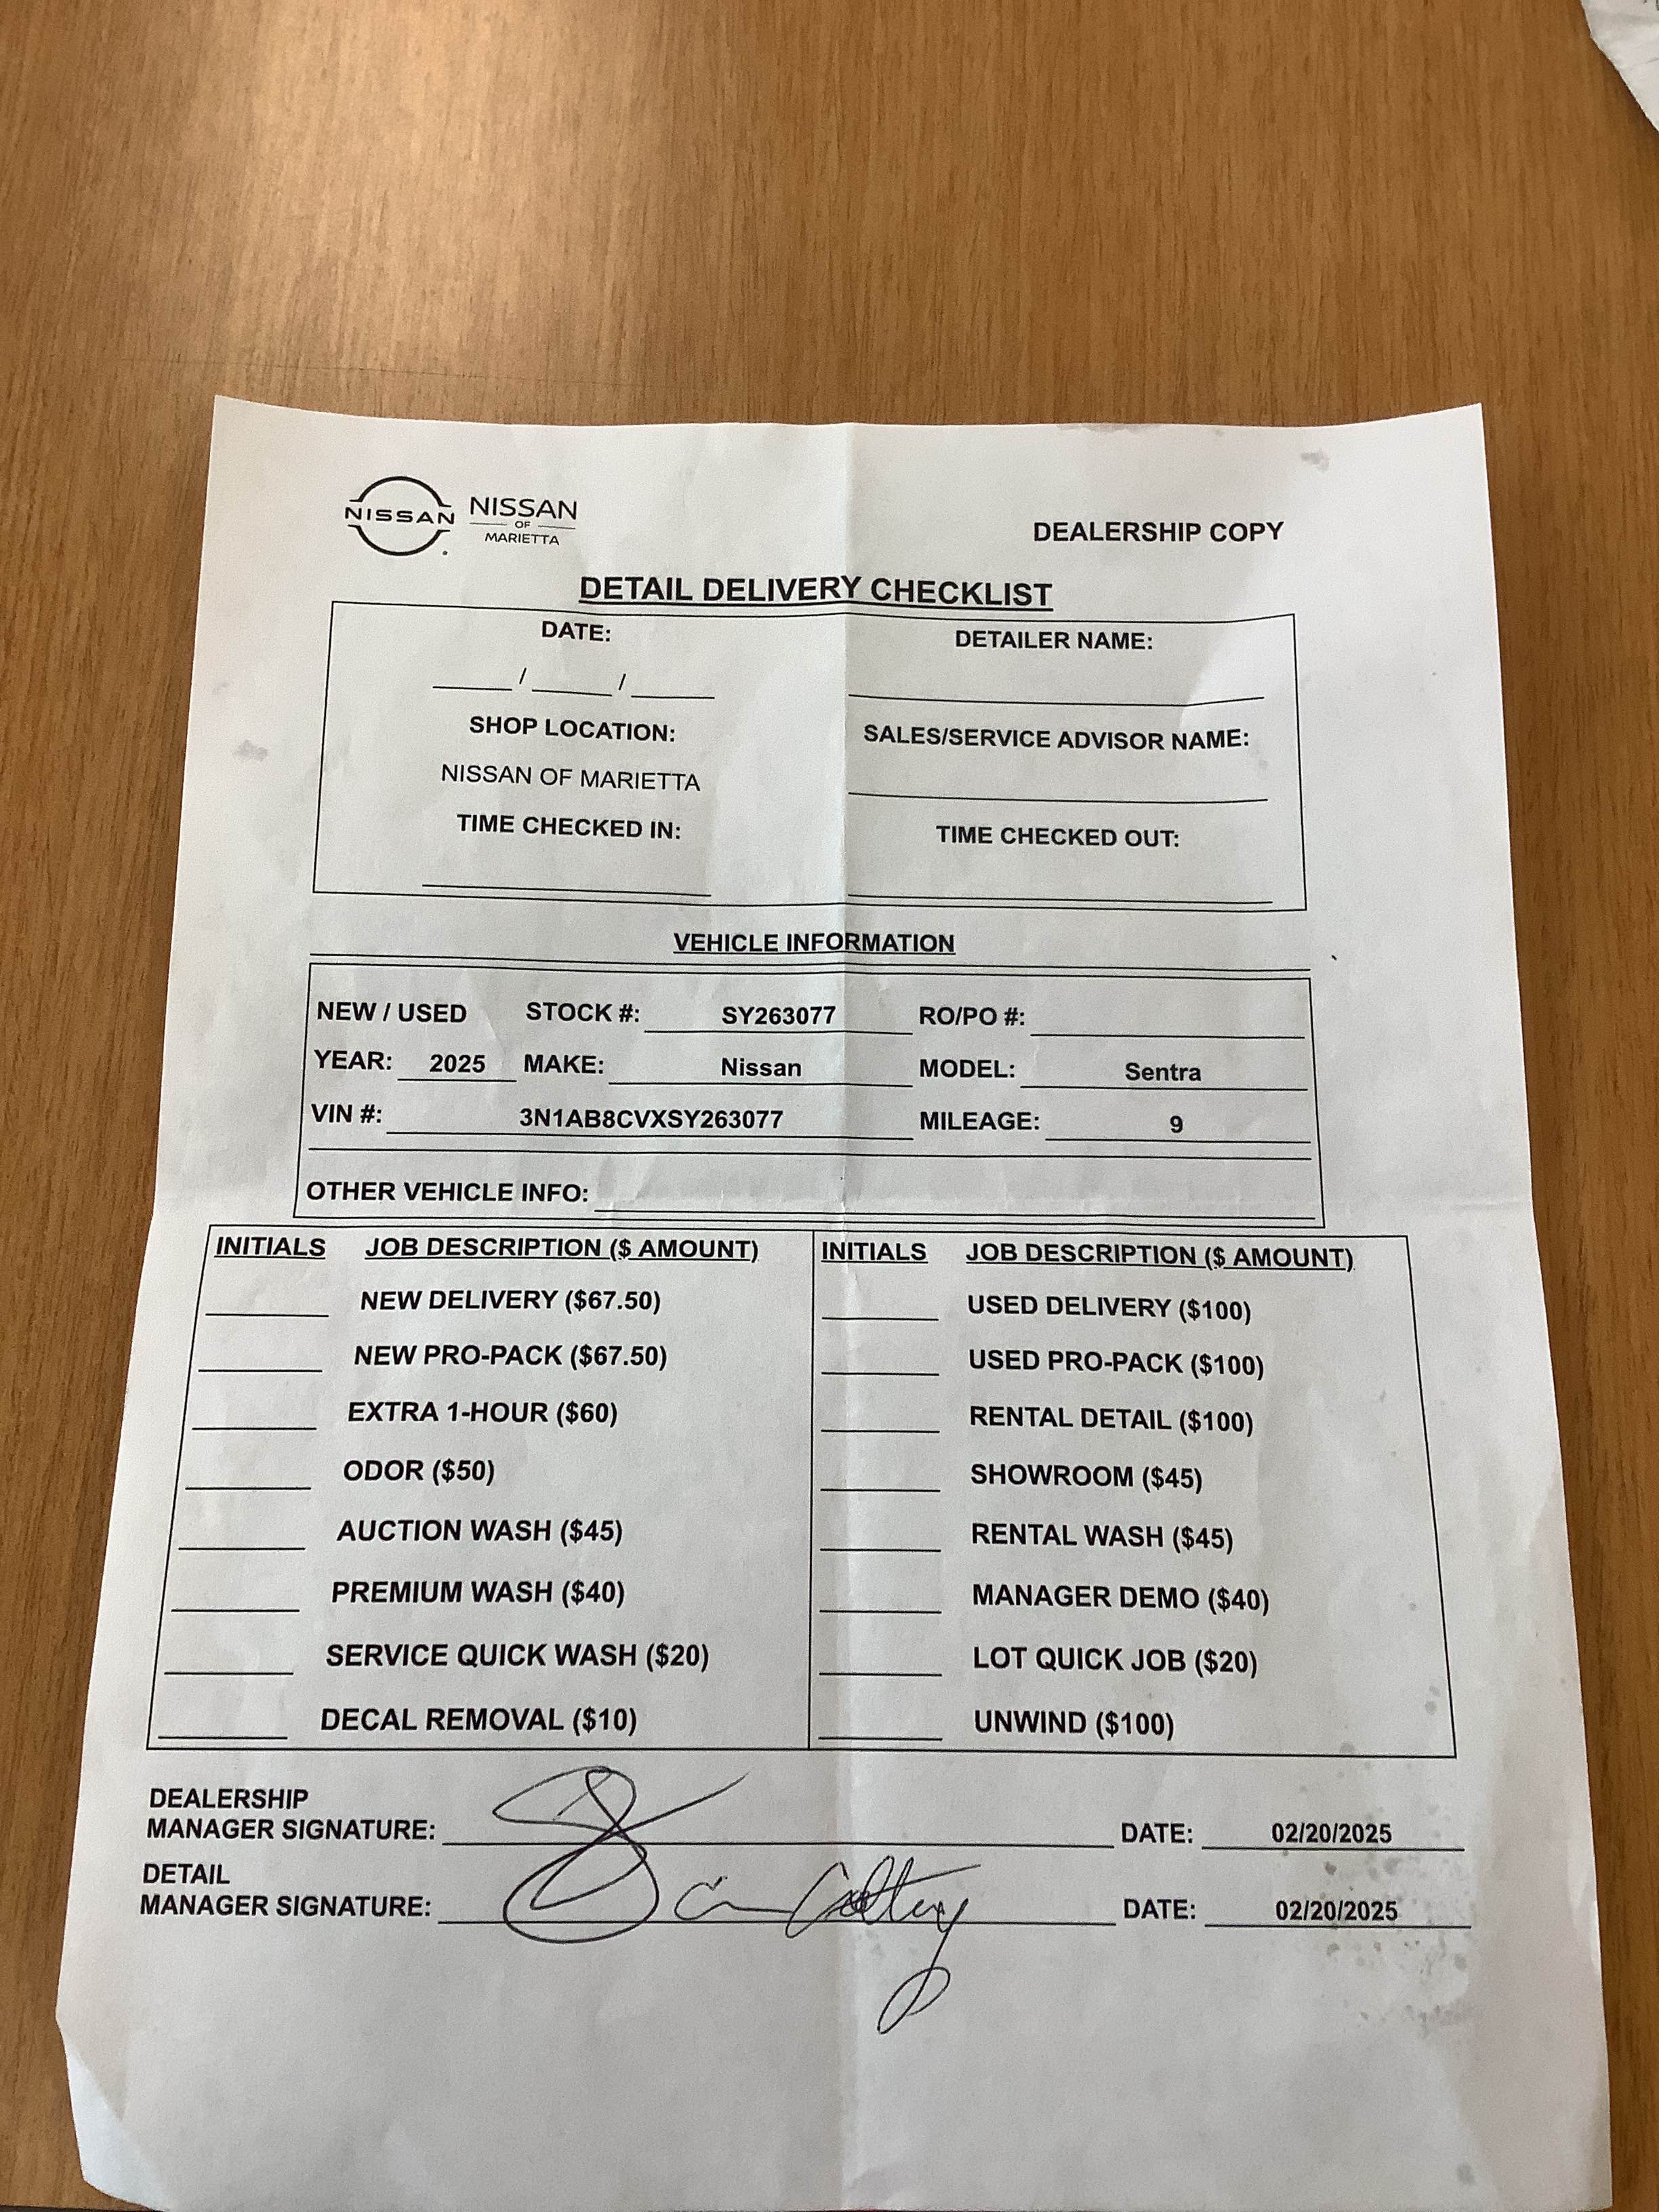 NISSAN NISSAN
OF
MARIETTA
DEALERSHIP COPY
DETAIL DELIVERY CHECKLIST
DATE: DETAILER NAME:
____ / ____ / ____
SHOP LOCATION: SALES/SERVICE ADVISOR NAME:
NISSAN OF MARIETTA
TIME CHECKED IN: TIME CHECKED OUT:
VEHICLE INFORMATION
NEW / USED STOCK #: SY263077 RO/PO #:
YEAR: 2025 MAKE: Nissan MODEL: Sentra
VIN #: 3N1AB8CVXSY263077 MILEAGE: 9
OTHER VEHICLE INFO:
INITIALS JOB DESCRIPTION ($ AMOUNT) INITIALS JOB DESCRIPTION ($ AMOUNT)
NEW DELIVERY ($67.50) USED DELIVERY ($100)
NEW PRO-PACK ($67.50) USED PRO-PACK ($100)
EXTRA 1-HOUR ($60) RENTAL DETAIL ($100)
ODOR ($50) SHOWROOM ($45)
AUCTION WASH ($45) RENTAL WASH ($45)
PREMIUM WASH ($40) MANAGER DEMO ($40)
SERVICE QUICK WASH ($20) LOT QUICK JOB ($20)
DECAL REMOVAL ($10) UNWIND ($100)
DEALERSHIP
MANAGER SIGNATURE: DATE: 02/20/2025
DETAIL
MANAGER SIGNATURE: DATE: 02/20/2025